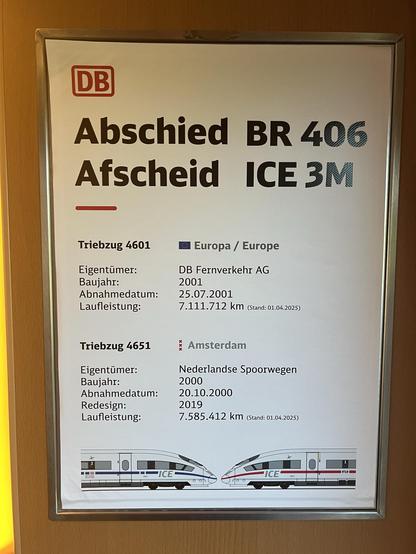 DB
Abschied BR 406
Afscheid ICE 3M
Triebzug 4601 Europa / Europe
Eigentümer: DB Fernverkehr AG
Baujahr: 2001
Abnahmedatum: 25.07.2001
Laufleistung: 7.111.712 km (Stand: 01.04.2025)
Triebzug 4651 Amsterdam
Eigentümer: Nederlandse Spoorwegen
Baujahr: 2000
Abnahmedatum: 20.10.2000
Redesign: 2019
Laufleistung: 7.585.412 km (Stand: 01.04.2025)
ICE ICE